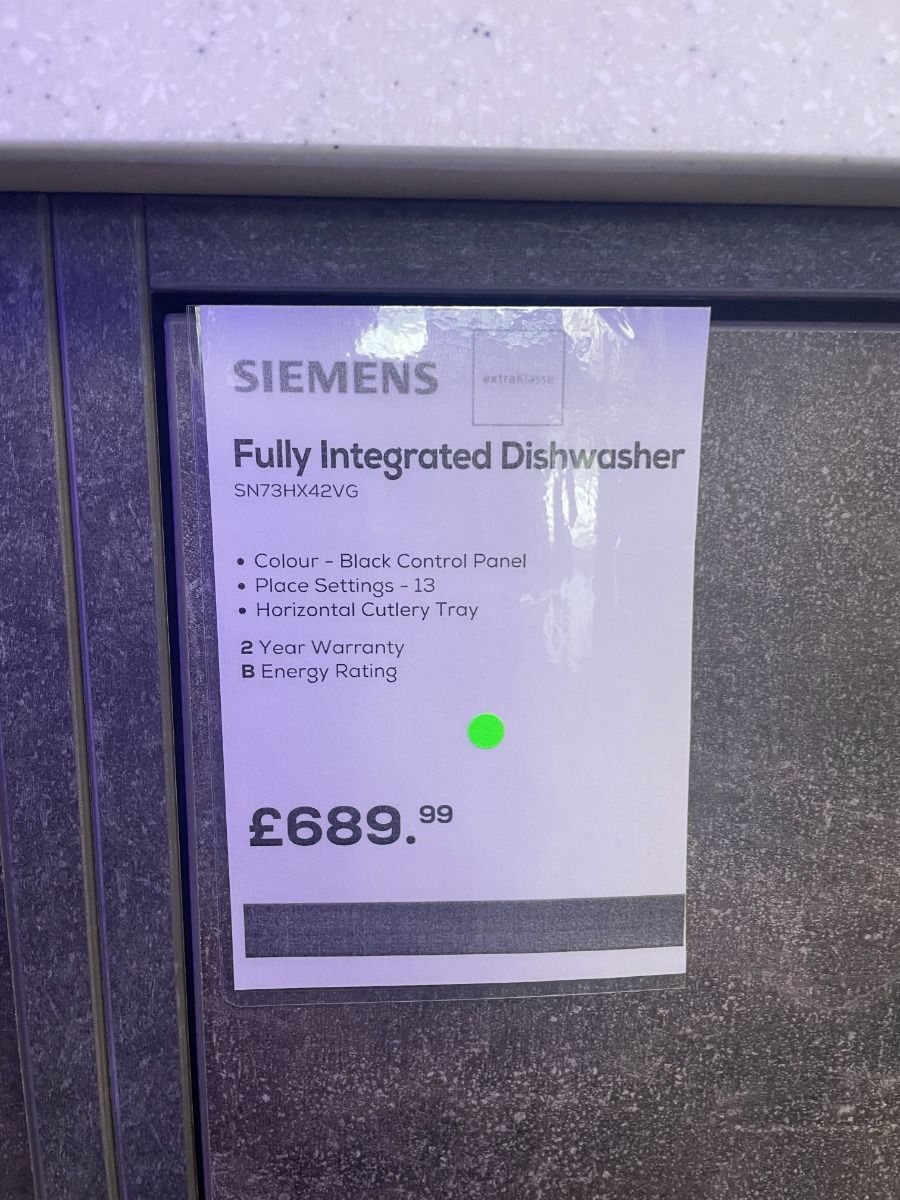 SIEMENS
extraKlasse
Fully Integrated Dishwasher
SN73HX42VG
• Colour - Black Control Panel
• Place Settings - 13
• Horizontal Cutlery Tray
2 Year Warranty
B Energy Rating
£689.99